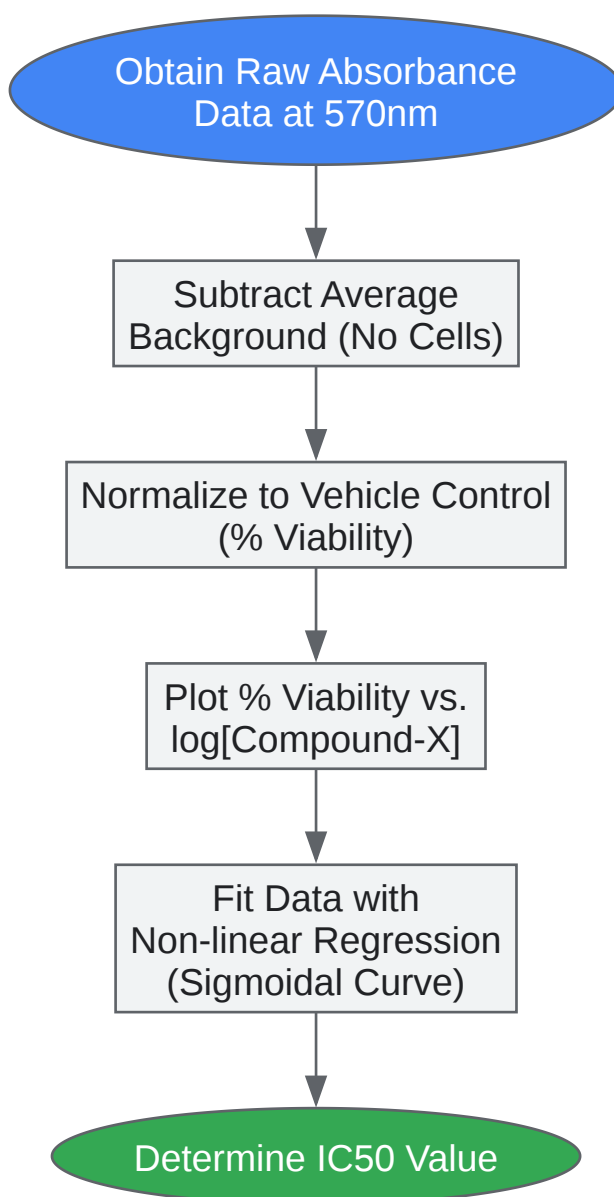 Obtain Raw Absorbance
Data at 570nm
Subtract Average
Background (No Cells)
Normalize to Vehicle Control
(% Viability)
Plot % Viability vs.
log[Compound-X]
Fit Data with
Non-linear Regression
(Sigmoidal Curve)
Determine IC50 Value